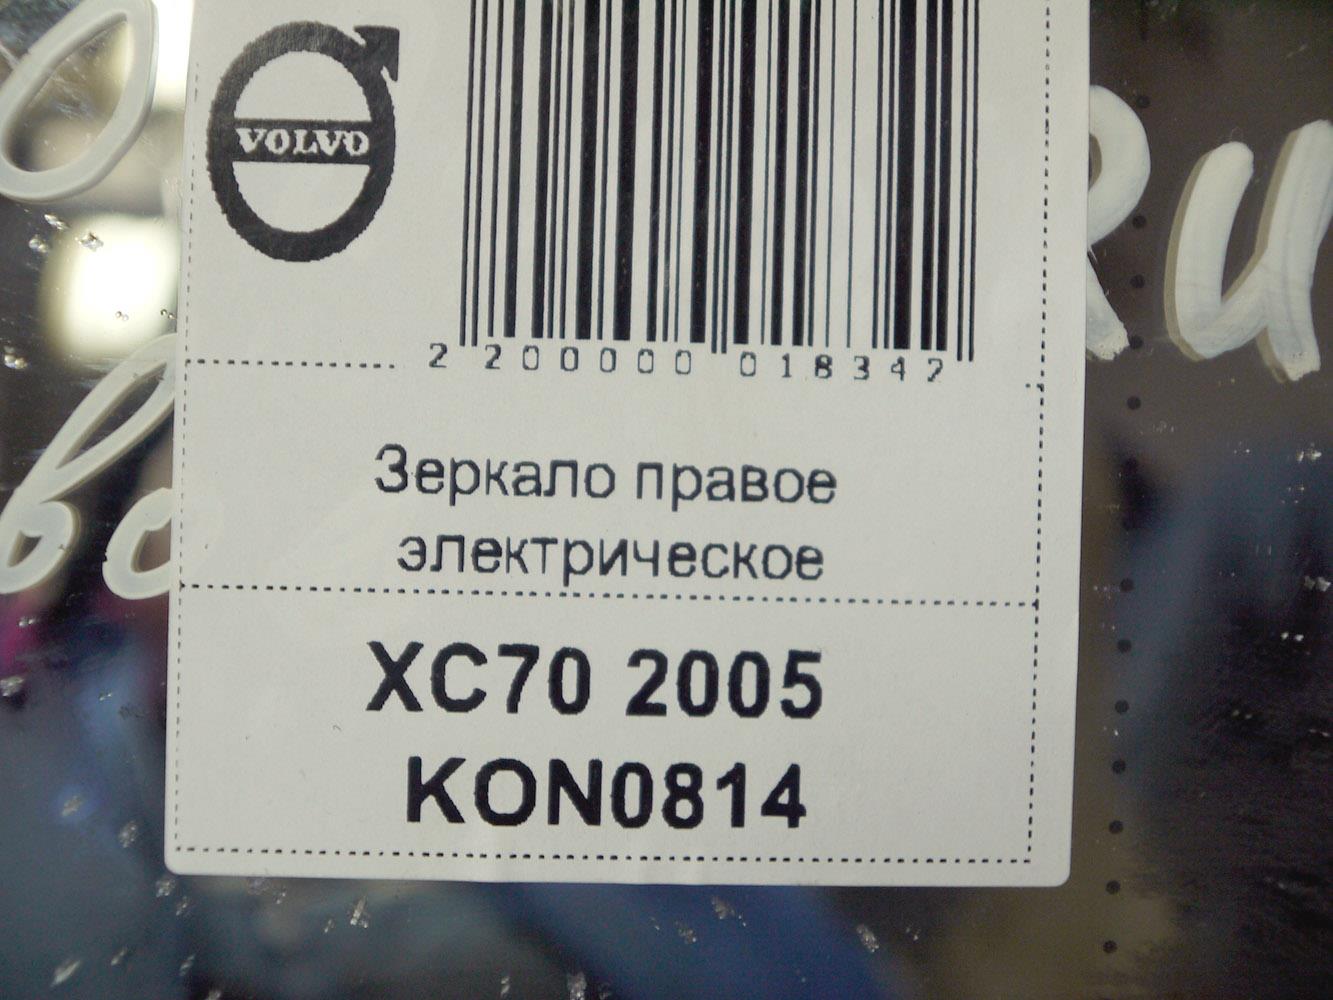 VOLVO
2 200000 018342
Зеркало правое
электрическое
XC70 2005
KON0814